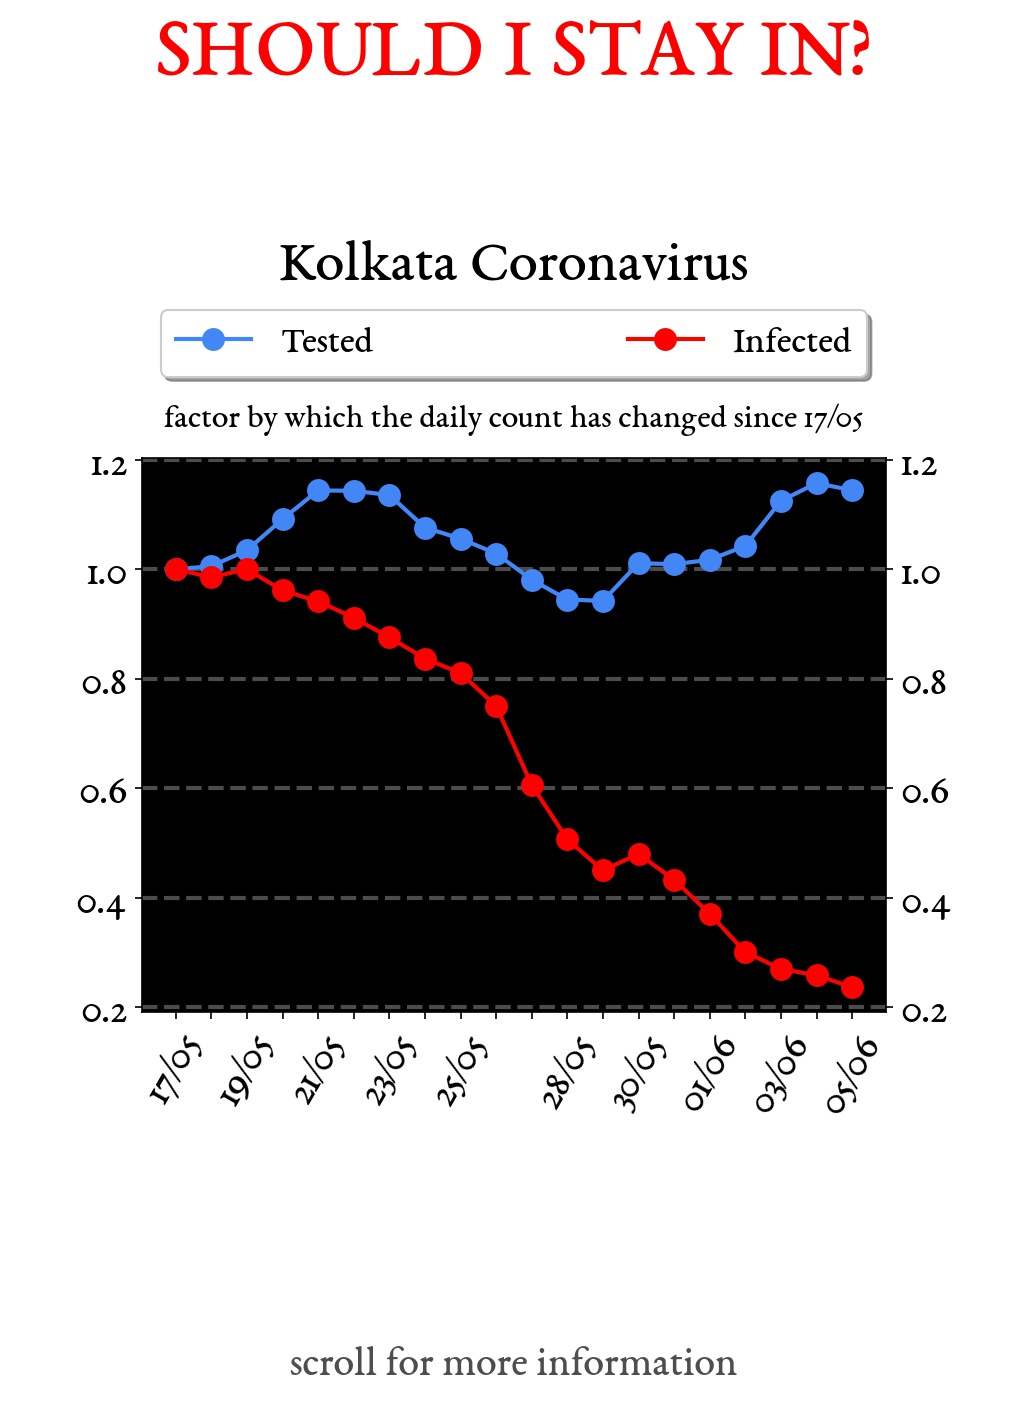 SHOULD I STAY IN?
Kolkata Coronavirus
Tested Infected
factor by which the daily count has changed since 17/05
1.2 1.2
1.0 1.0
0.8 0.8
0.6 0.6
0.4 0.4
0.2 0.2
17/05 19/05 21/05 23/05 25/05 28/05 30/05 01/06 03/06 05/06
scroll for more information